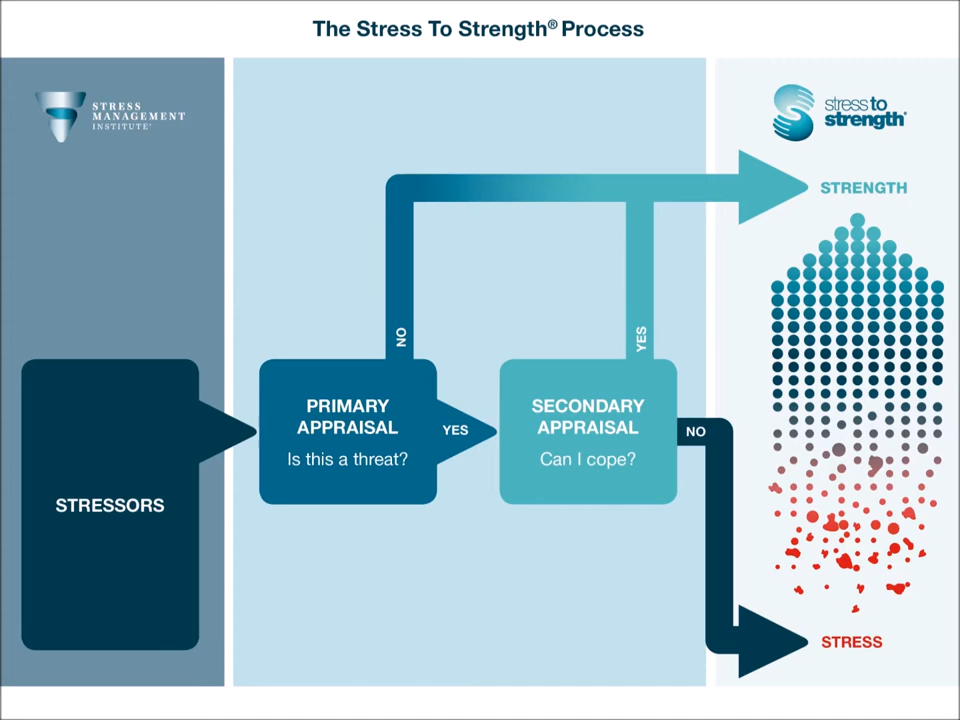 The Stress To Strength® Process
STRESS
MANAGEMENT
INSTITUTE
stress to
strength®
STRENGTH
NO
YES
PRIMARY
APPRAISAL
Is this a threat?
YES
SECONDARY
APPRAISAL
Can I cope?
NO
STRESSORS
STRESS